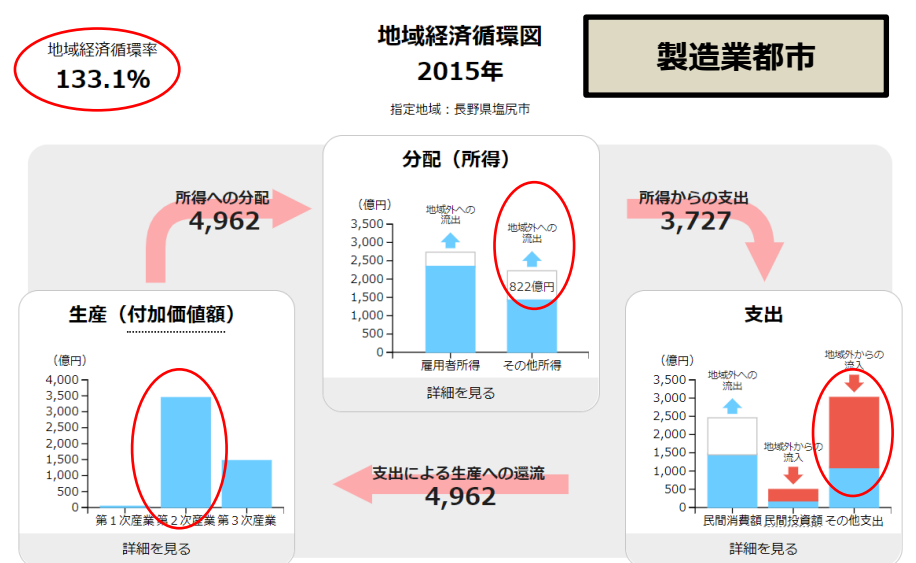 地域経済循環率
133.1%
地域経済循環図
2015年
指定地域：長野県塩尻市
製造業都市
所得への分配
4,962
分配（所得）
（億円）
3,500
3,000
2,500
2,000
1,500
1,000
500
0
地域外への
流出
地域外への
流出
822億円
雇用者所得
その他所得
詳細を見る
所得からの支出
3,727
生産（付加価値額）
（億円）
4,000
3,500
3,000
2,500
2,000
1,500
1,000
500
0
第１次産業
第２次産業
第３次産業
詳細を見る
支出による生産への還流
4,962
支出
（億円）
3,500
3,000
2,500
2,000
1,500
1,000
500
0
地域外への
流出
地域外からの
流入
地域外からの
流入
民間消費額
民間投資額
その他支出
詳細を見る